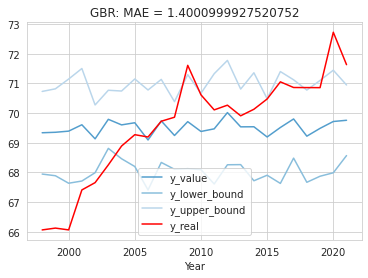 GBR: MAE = 1.4000999927520752
73
72
71
70
69
68
67
66
y_value
y_lower_bound
y_upper_bound
y_real
2000
2005
2010
2015
2020
Year